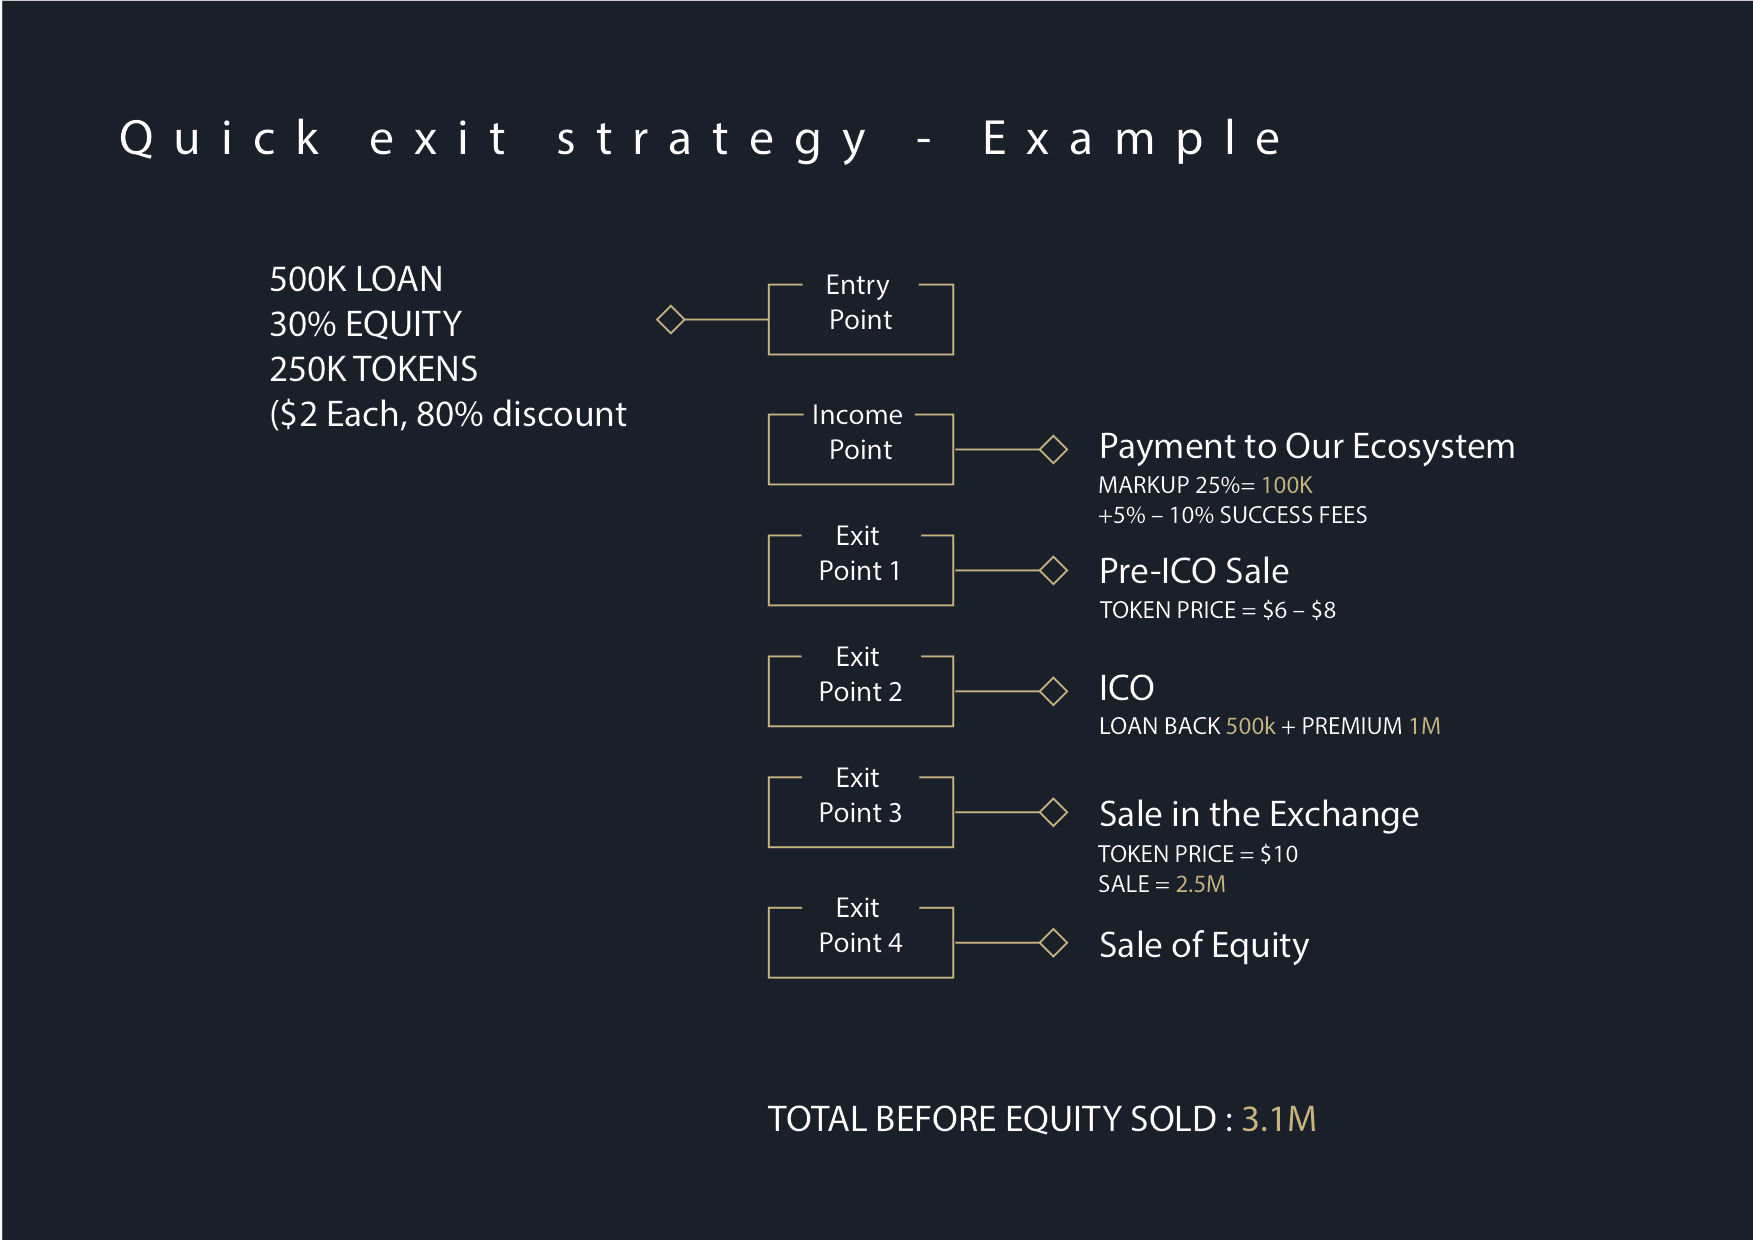 Quick exit strategy - Example
500K LOAN
30% EQUITY
250K TOKENS
($2 Each, 80% discount
Entry
Point
Income
Point
Payment to Our Ecosystem
MARKUP 25%= 100K
+5% – 10% SUCCESS FEES
Exit
Point 1
Pre-ICO Sale
TOKEN PRICE = $6 – $8
Exit
Point 2
ICO
LOAN BACK 500k + PREMIUM 1M
Exit
Point 3
Sale in the Exchange
TOKEN PRICE = $10
SALE = 2.5M
Exit
Point 4
Sale of Equity
TOTAL BEFORE EQUITY SOLD : 3.1M